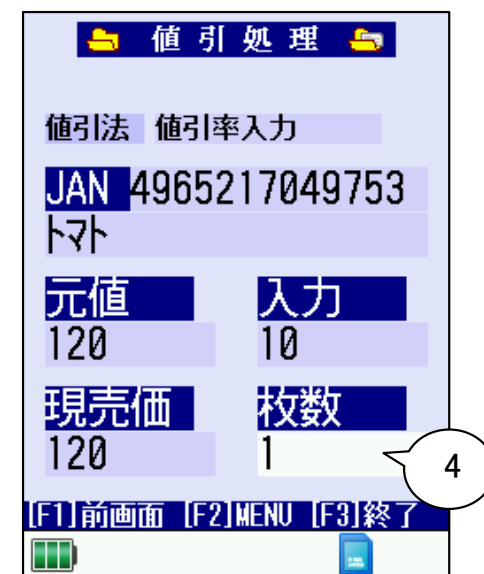 値引処理
値引法 値引率入力
JAN 4965217049753
トマト
元値 入力
120 10
現売価 枚数
120 1
4
[F1]前画面 [F2]MENU [F3]終了